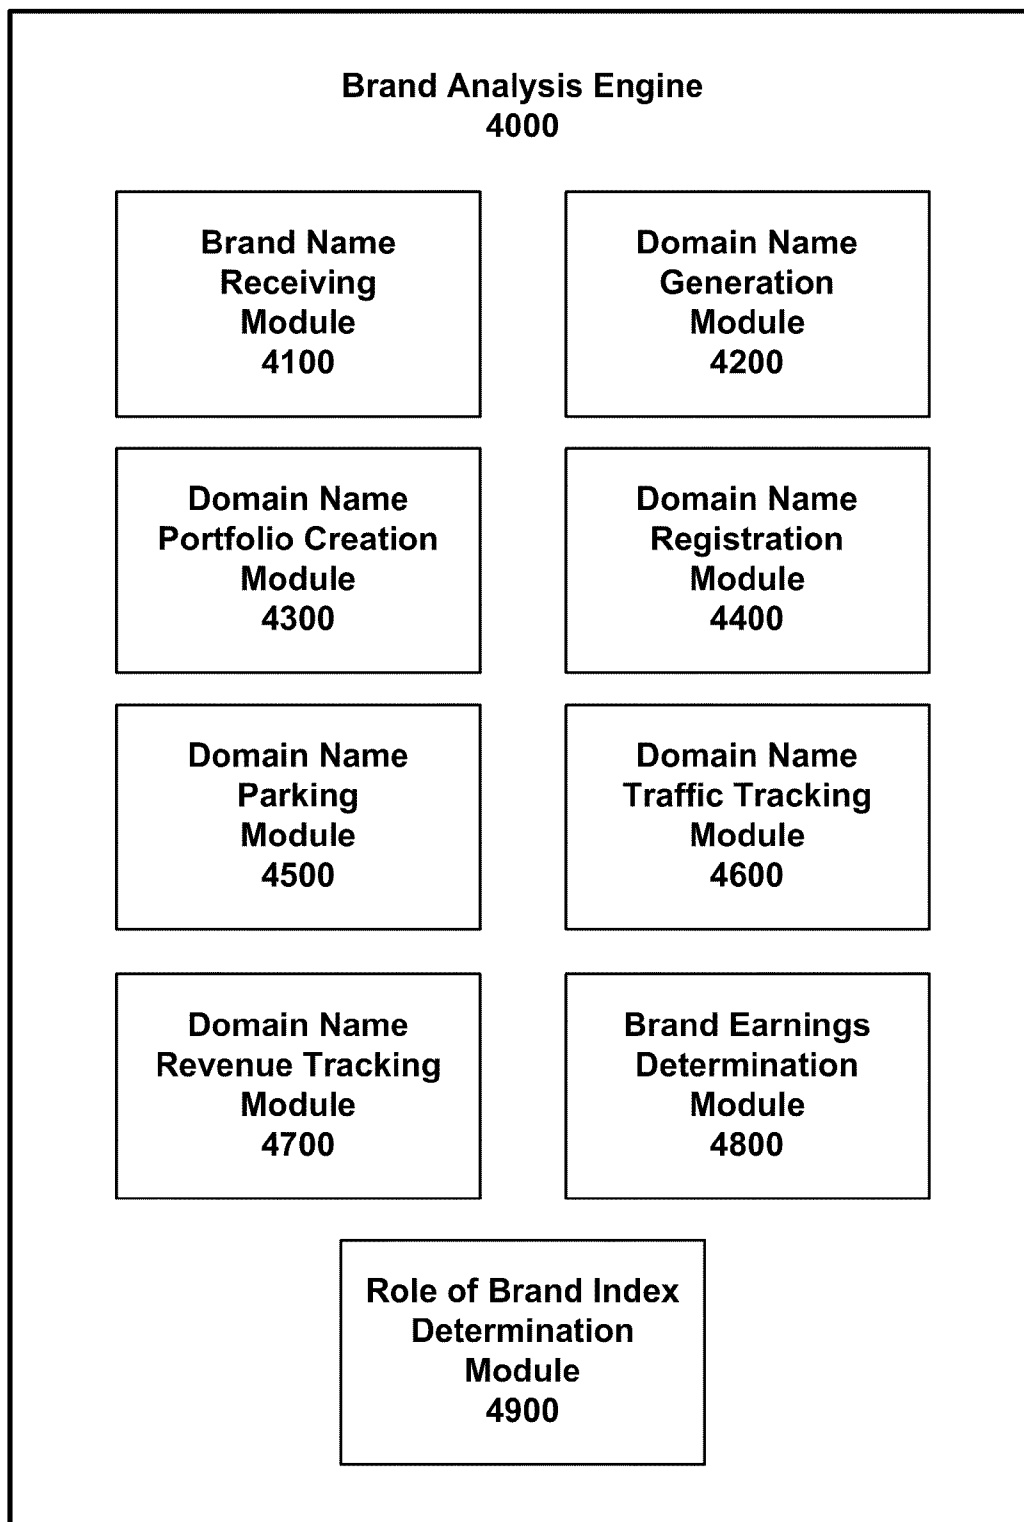 Brand Analysis Engine
4000
Brand Name
Receiving
Module
4100
Domain Name
Generation
Module
4200
Domain Name
Portfolio Creation
Module
4300
Domain Name
Registration
Module
4400
Domain Name
Parking
Module
4500
Domain Name
Traffic Tracking
Module
4600
Domain Name
Revenue Tracking
Module
4700
Brand Earnings
Determination
Module
4800
Role of Brand Index
Determination
Module
4900